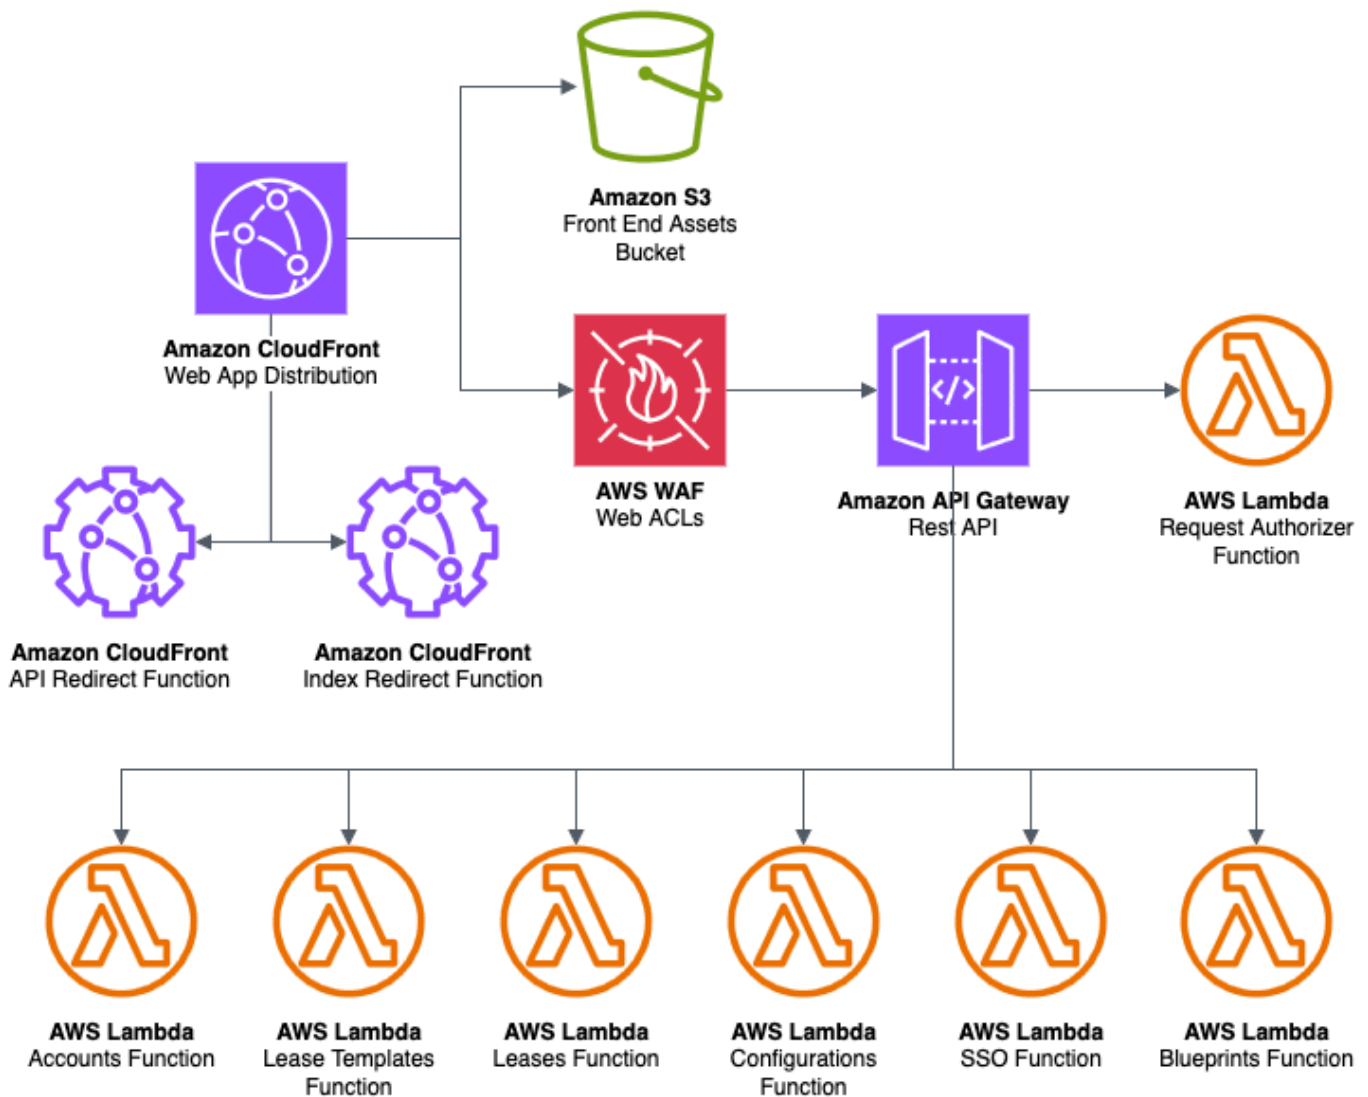 Amazon S3
Front End Assets
Bucket
Amazon CloudFront
Web App Distribution
AWS WAF
Web ACLs
</>
Amazon API Gateway
Rest API
AWS Lambda
Request Authorizer
Function
Amazon CloudFront
API Redirect Function
Amazon CloudFront
Index Redirect Function
AWS Lambda
Accounts Function
AWS Lambda
Lease Templates
Function
AWS Lambda
Leases Function
AWS Lambda
Configurations
Function
AWS Lambda
SSO Function
AWS Lambda
Blueprints Function